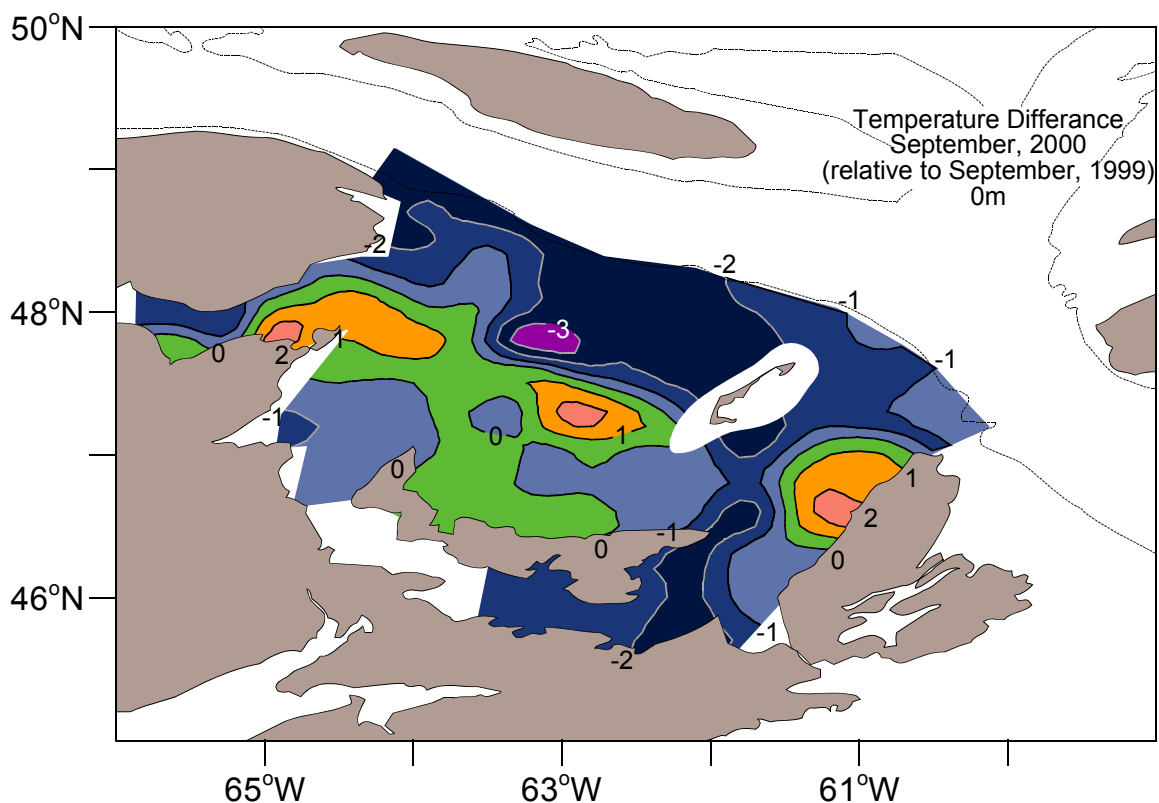 50°N
Temperature Differance
September, 2000
(relative to September, 1999)
0m
-2
-2
-1
48°N
-3
0
2
1
-1
-1
0
1
0
1
2
-1
0
0
46°N
-1
-2
65°W
63°W
61°W